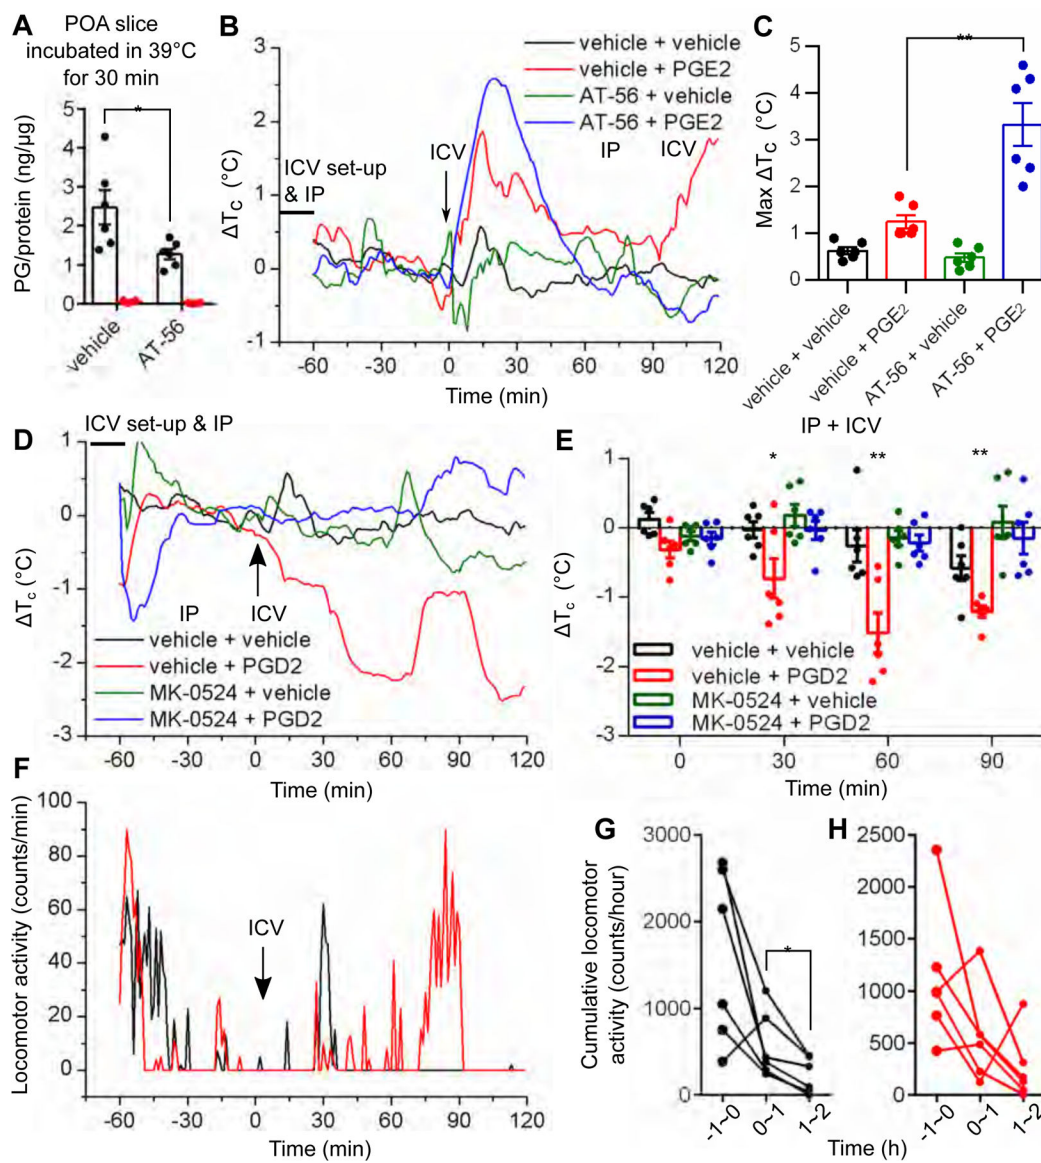 A
POA slice
incubated in 39°C
for 30 min
*
PG/protein (ng/µg)
5
4
3
2
1
0
vehicle
AT-56
B
vehicle + vehicle
vehicle + PGE2
AT-56 + vehicle
AT-56 + PGE2
ICV set-up
& IP
ICV
IP
ICV
ΔTc (°C)
3
2
1
0
-1
-60
-30
0
30
60
90
120
Time (min)
C
**
Max ΔTc (°C)
5
4
3
2
1
0
vehicle + vehicle
vehicle + PGE2
AT-56 + vehicle
AT-56 + PGE2
IP + ICV
D
ICV set-up & IP
ΔTc (°C)
1
0
-1
-2
-3
IP
ICV
vehicle + vehicle
vehicle + PGD2
MK-0524 + vehicle
MK-0524 + PGD2
-60
-30
0
30
60
90
120
Time (min)
E
*
**
**
ΔTc (°C)
1
0
-1
-2
-3
vehicle + vehicle
vehicle + PGD2
MK-0524 + vehicle
MK-0524 + PGD2
0
30
60
90
Time (min)
F
Locomotor activity (counts/min)
100
80
60
40
20
0
ICV
-60
-30
0
30
60
90
120
Time (min)
G
Cumulative locomotor
activity (counts/hour)
3000
2000
1000
0
*
-1~0
0~1
1~2
H
2500
2000
1500
1000
500
0
-1~0
0~1
1~2
Time (h)